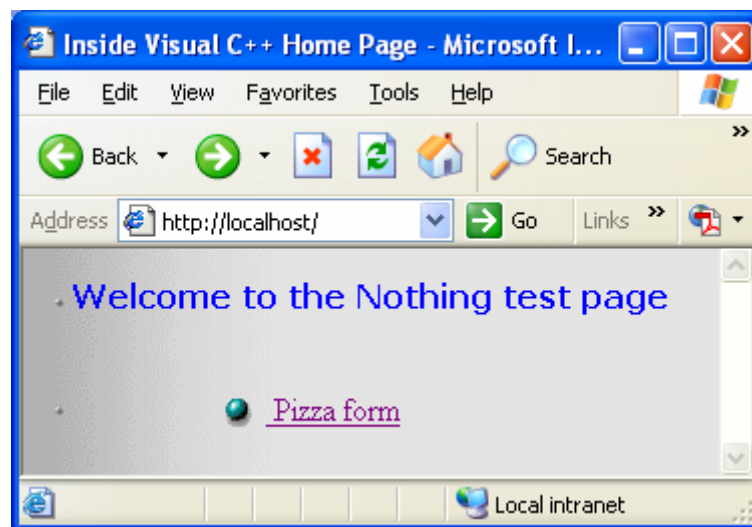 Inside Visual C++ Home Page - Microsoft I...
File Edit View Favorites Tools Help
Back Search »
Address http://localhost/ Go Links »
Welcome to the Nothing test page
Pizza form
Local intranet